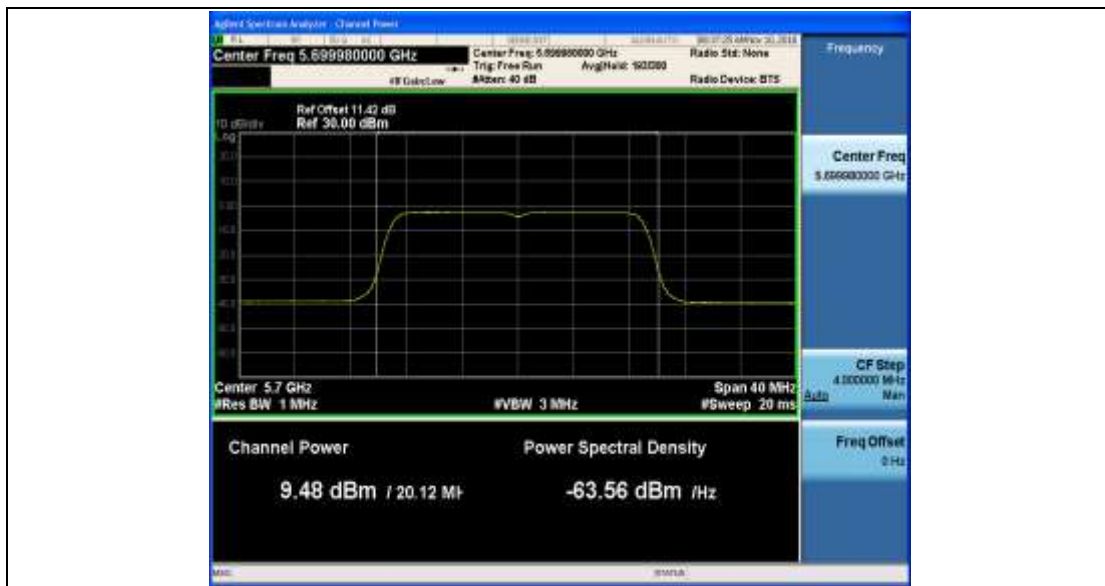 Agilent Spectrum Analyzer - Channel Power
Center Freq 5.699980000 GHz
Center Freq: 5.699980000 GHz
Radio Std: None
Trig: Free Run
Avg|Hold:
#IFGain:Low
#Atten: 40 dB
Radio Device: BTS
Frequency
Ref Offset 11.42 dB
10 dB/div
Ref 30.00 dBm
Log
Center Freq
5.699980000 GHz
Center 5.7 GHz
Span 40 MHz
#Res BW 1 MHz
#VBW 3 MHz
#Sweep 20 ms
CF Step
4.000000 MHz
Auto
Man
Channel Power
Power Spectral Density
Freq Offset
0 Hz
9.48 dBm / 20.12 MH
-63.56 dBm /Hz
MSG
STATUS